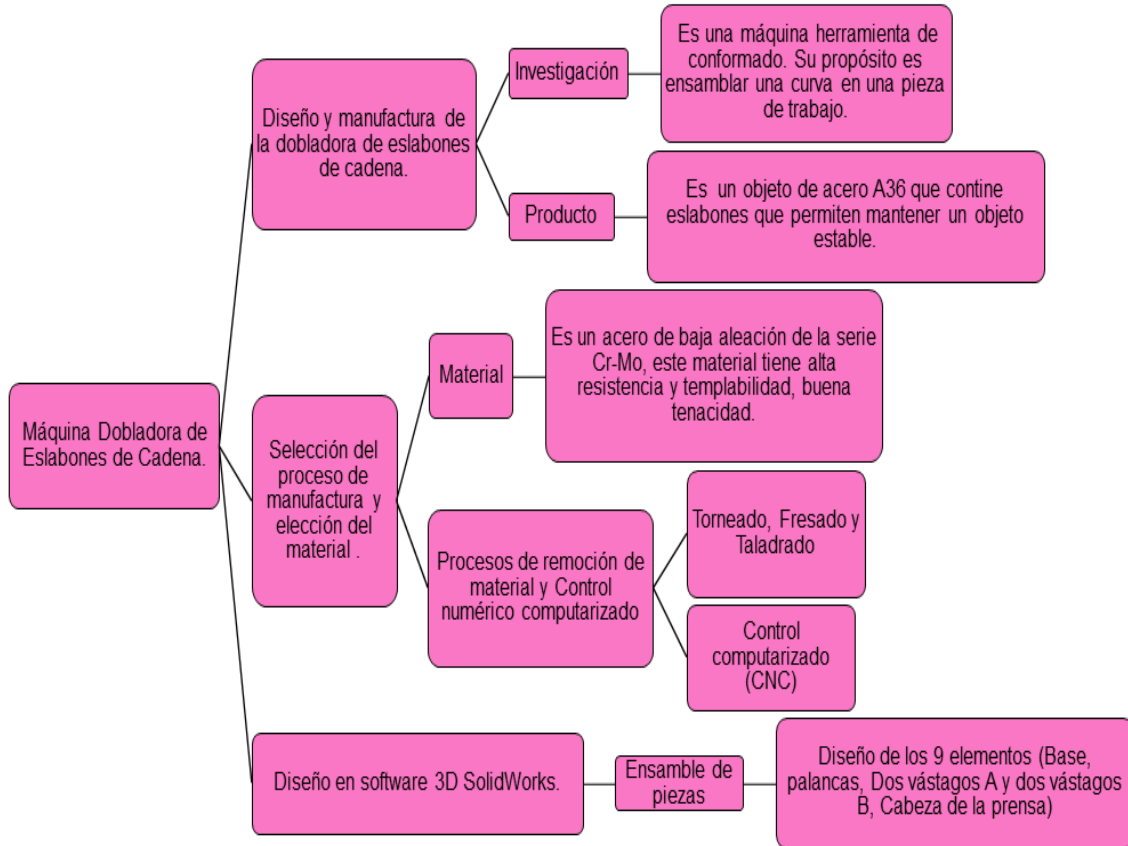 Máquina Dobladora de
Eslabones de Cadena.
Diseño y manufactura de
la dobladora de eslabones
de cadena.
Investigación
Es una máquina herramienta de
conformado. Su propósito es
ensamblar una curva en una pieza
de trabajo.
Producto
Es un objeto de acero A36 que contine
eslabones que permiten mantener un objeto
estable.
Selección del
proceso de
manufactura y
elección del
material .
Material
Es un acero de baja aleación de la serie
Cr-Mo, este material tiene alta
resistencia y templabilidad, buena
tenacidad.
Procesos de remoción de
material y Control
numérico computarizado
Torneado, Fresado y
Taladrado
Control
computarizado
(CNC)
Diseño en software 3D SolidWorks.
Ensamble de
piezas
Diseño de los 9 elementos (Base,
palancas, Dos vástagos A y dos vástagos
B, Cabeza de la prensa)